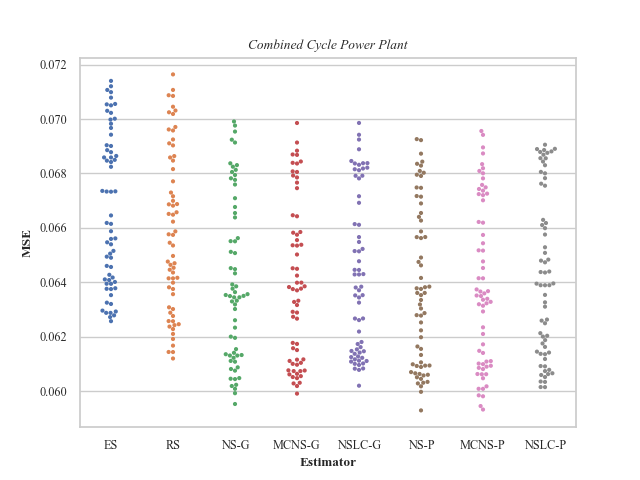 Combined Cycle Power Plant
0.072
0.070
0.068
0.066
0.064
0.062
0.060
MSE
ES RS NS-G MCNS-G NSLC-G NS-P MCNS-P NSLC-P
Estimator